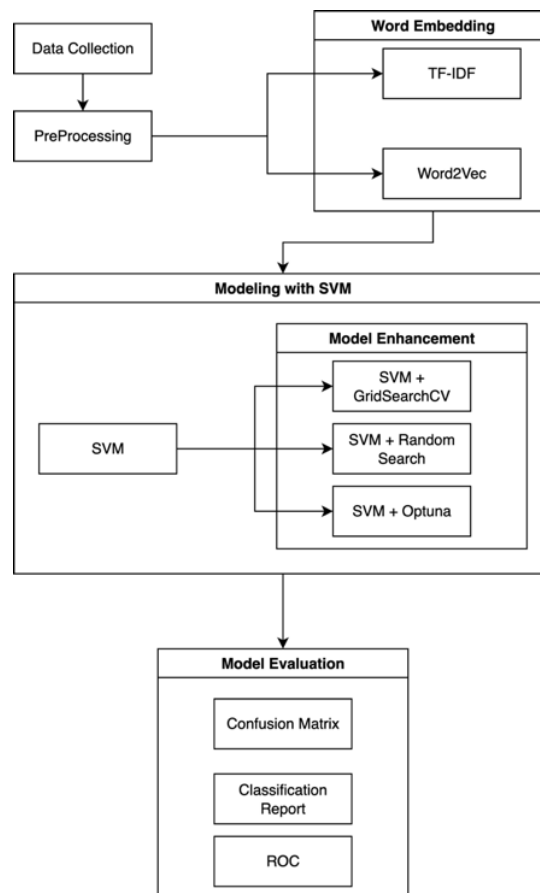 Data Collection
PreProcessing
Word Embedding
TF-IDF
Word2Vec
Modeling with SVM
SVM
Model Enhancement
SVM +
GridSearchCV
SVM + Random
Search
SVM + Optuna
Model Evaluation
Confusion Matrix
Classification
Report
ROC